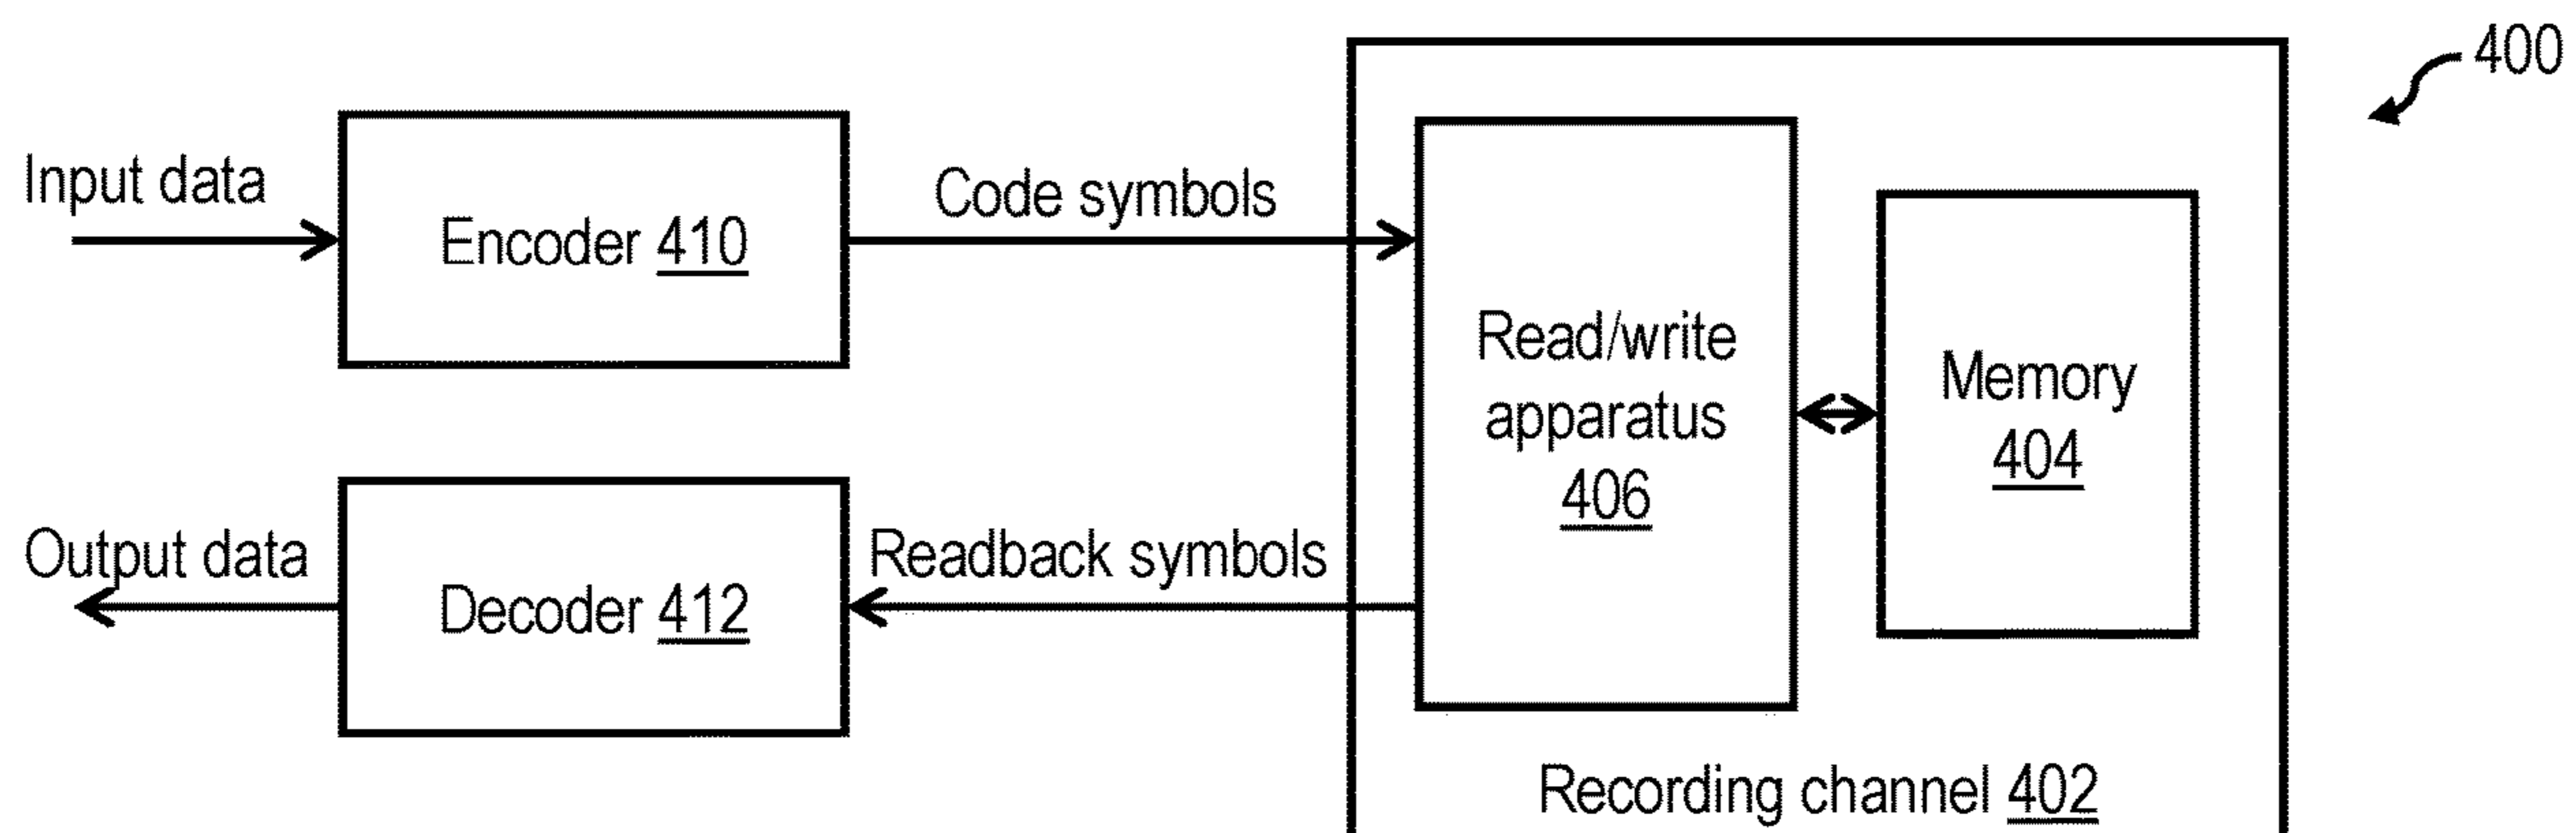 400
Input data
Encoder 410
Code symbols
Read/write
apparatus
406
Memory
404
Output data
Decoder 412
Readback symbols
Recording channel 402